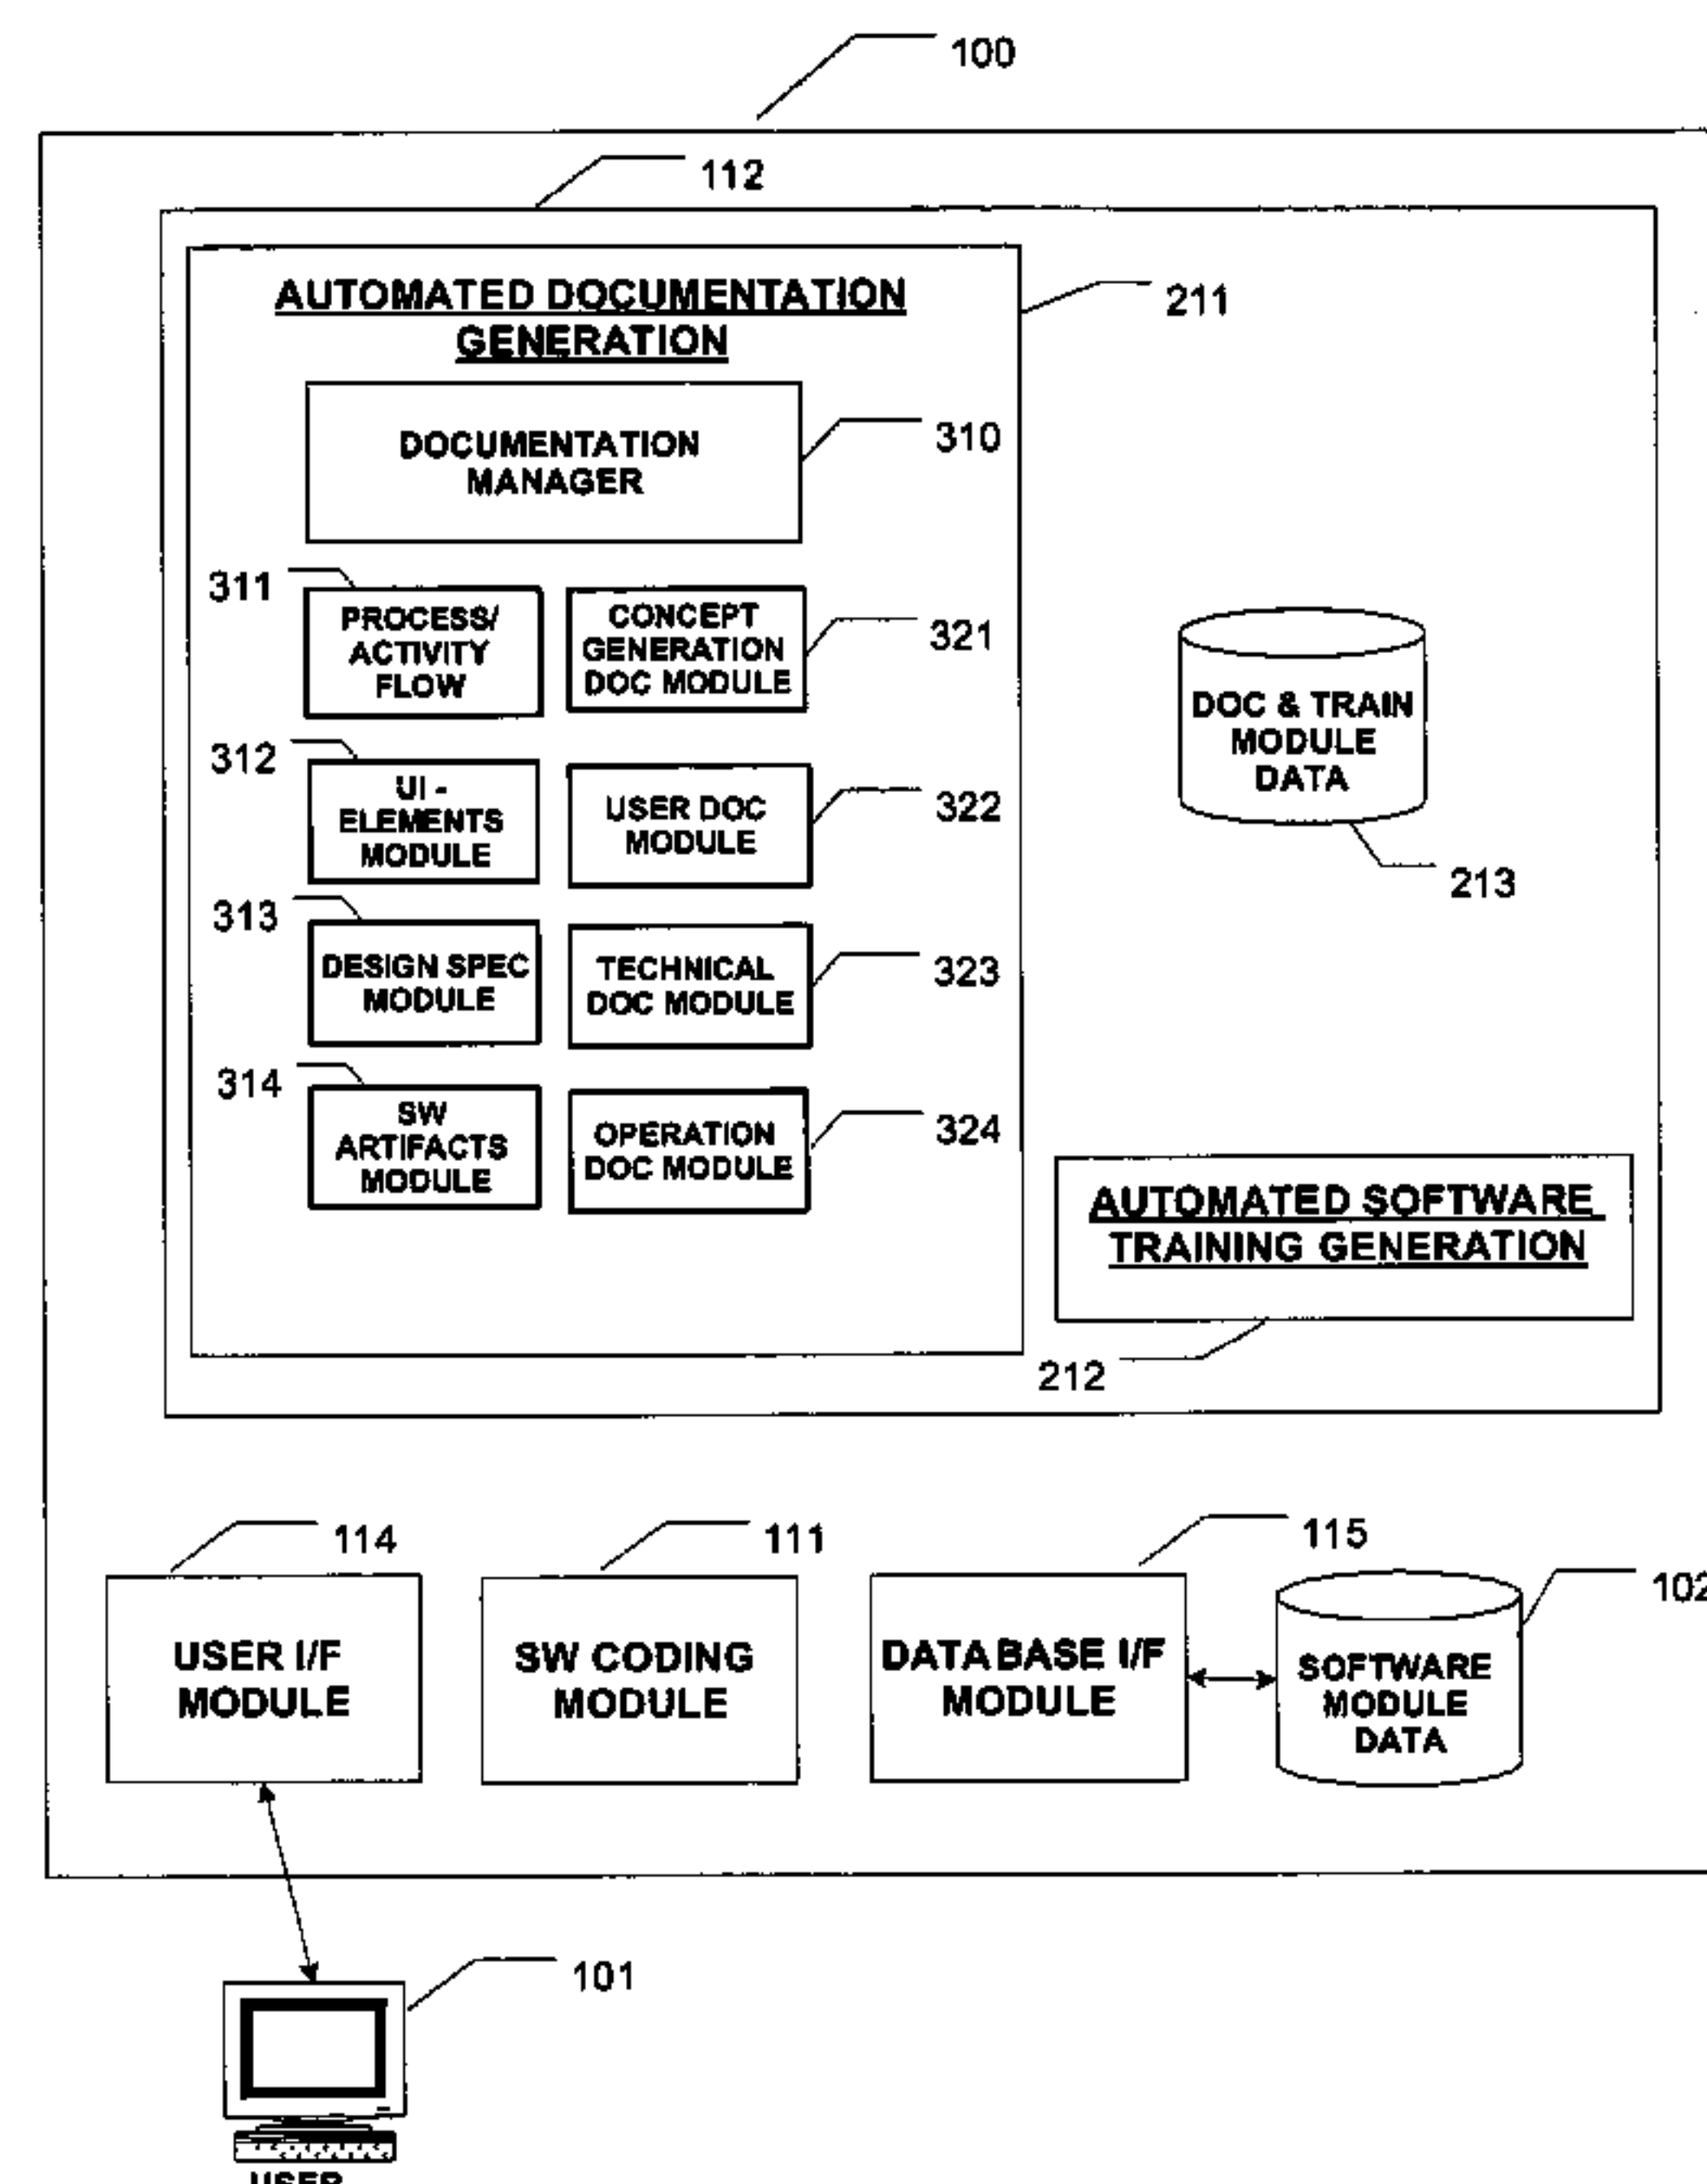 100
112
AUTOMATED DOCUMENTATION
GENERATION
211
DOCUMENTATION
MANAGER
310
311
PROCESS/
ACTIVITY
FLOW
CONCEPT
GENERATION
DOC MODULE
321
312
UI -
ELEMENTS
MODULE
USER DOC
MODULE
322
DOC & TRAIN
MODULE
DATA
213
313
DESIGN SPEC
MODULE
TECHNICAL
DOC MODULE
323
314
SW
ARTIFACTS
MODULE
OPERATION
DOC MODULE
324
AUTOMATED SOFTWARE
TRAINING GENERATION
212
114
USER I/F
MODULE
111
SW CODING
MODULE
115
DATABASE I/F
MODULE
102
SOFTWARE
MODULE
DATA
101
USER